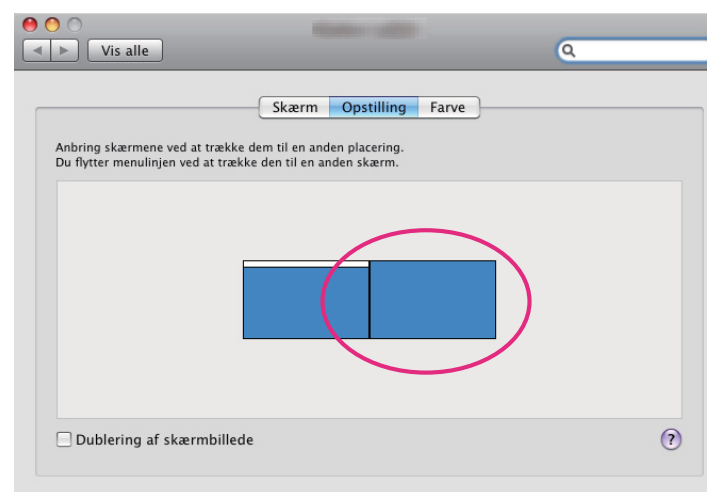 Vis alle
Skærm Opstilling Farve
Anbring skærmene ved at trække dem til en anden placering.
Du flytter menulinjen ved at trække den til en anden skærm.
Dublering af skærmbillede
?